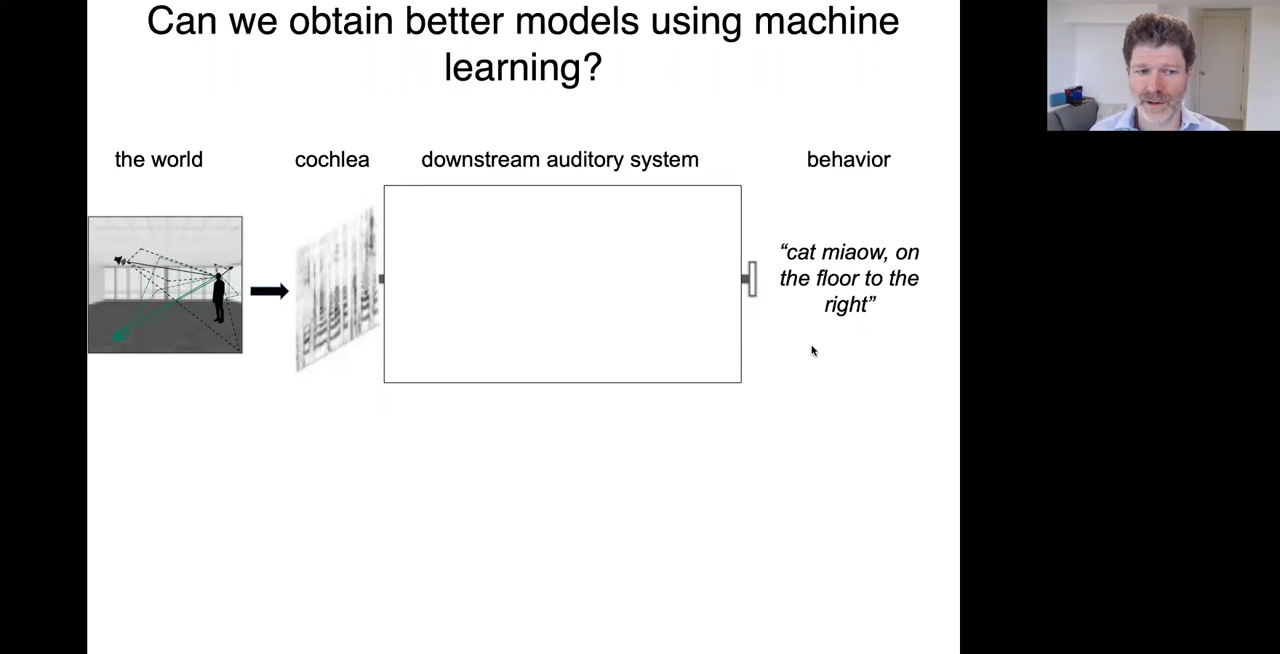 Can we obtain better models using machine
learning?
the world
cochlea
downstream auditory system
behavior
“cat miaow, on
the floor to the
right”